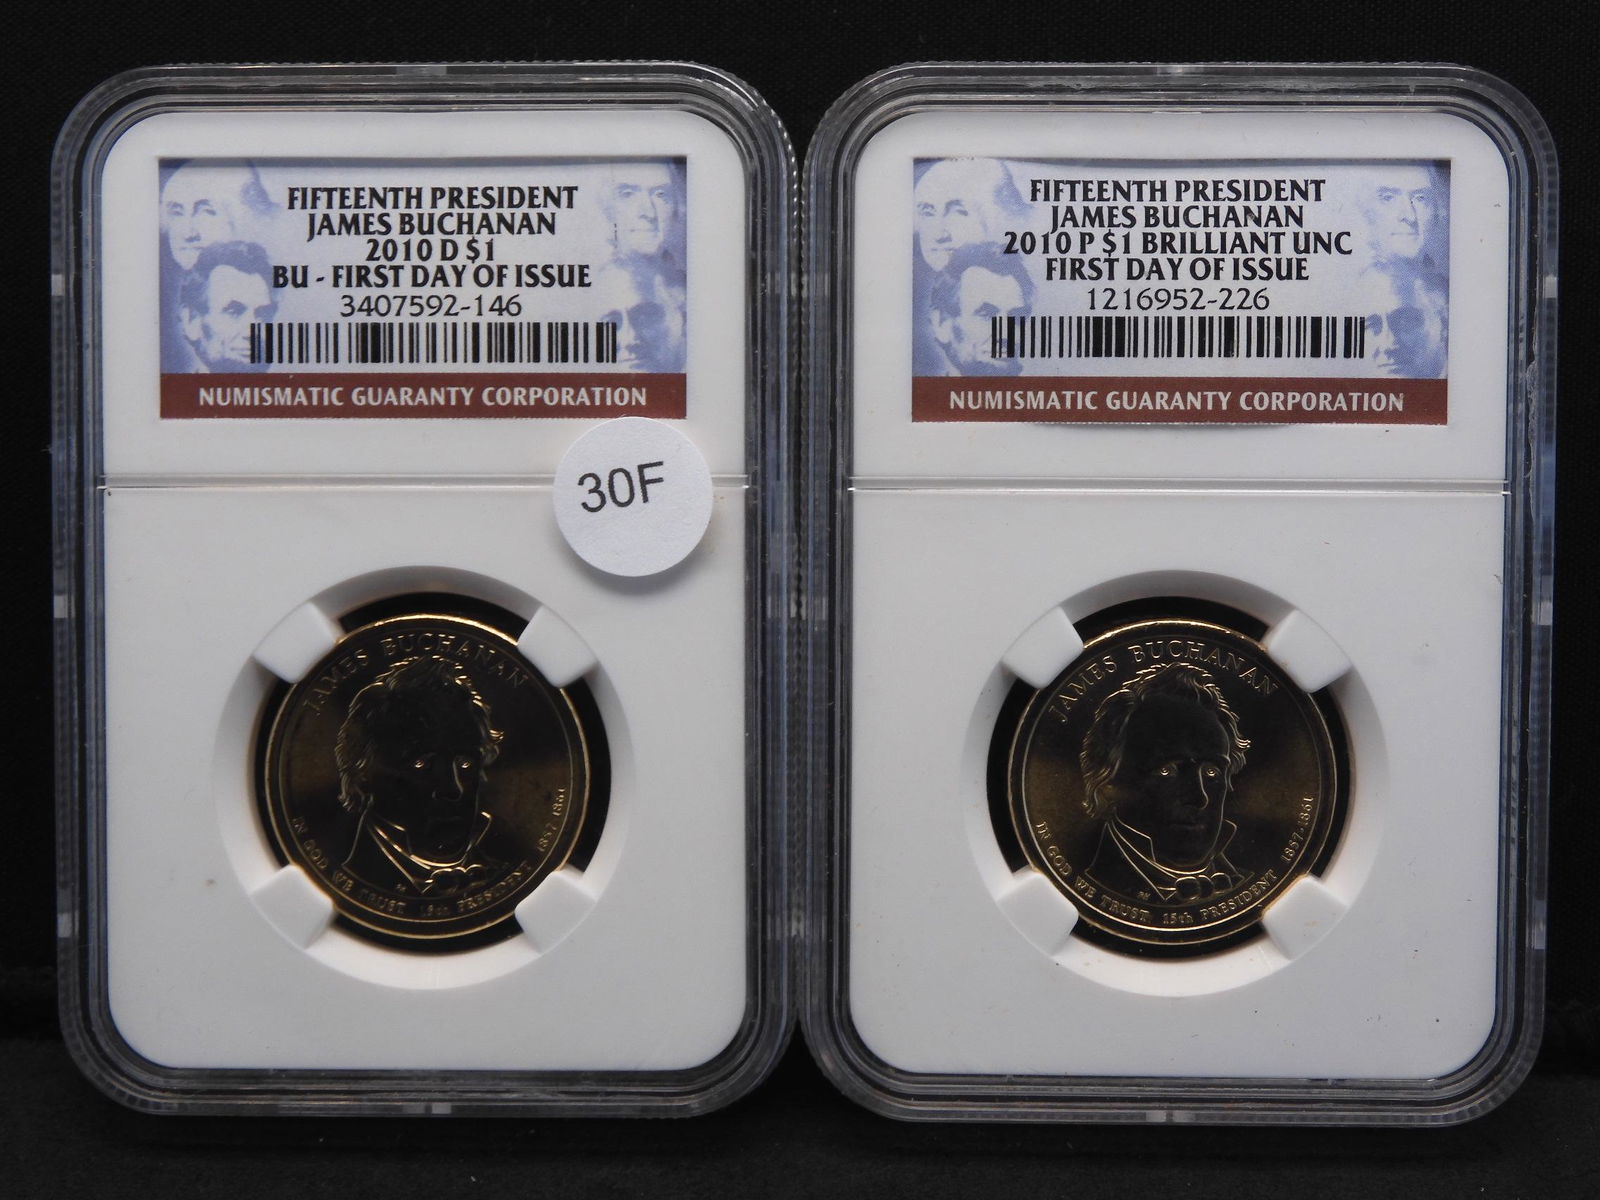 FIFTEENTH PRESIDENT
JAMES BUCHANAN
2010 D $1
BU - FIRST DAY OF ISSUE
3407592-146
NUMISMATIC GUARANTY CORPORATION
30F
JAMES BUCHANAN
IN GOD WE TRUST 15th PRESIDENT 1857-1861
FIFTEENTH PRESIDENT
JAMES BUCHANAN
2010 P $1 BRILLIANT UNC
FIRST DAY OF ISSUE
1216952-226
NUMISMATIC GUARANTY CORPORATION
JAMES BUCHANAN
IN GOD WE TRUST 15th PRESIDENT 1857-1861